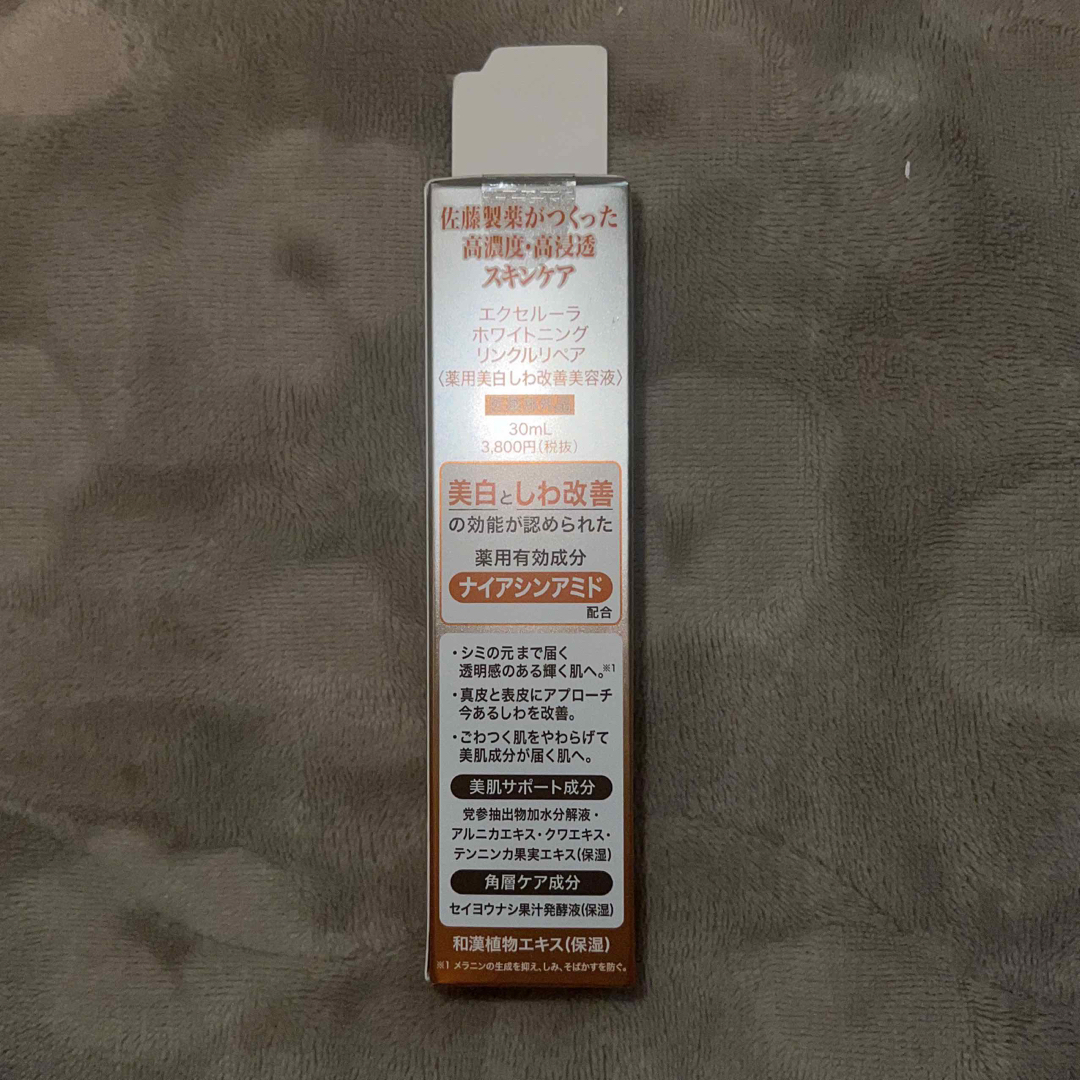 佐藤製薬がつくった
高濃度・高浸透
スキンケア
エクセルーラ
ホワイトニング
リンクルリペア
〈薬用美白しわ改善美容液〉
医薬部外品
30mL
3,800円(税抜)
美白としわ改善
の効能が認められた
薬用有効成分
ナイアシンアミド
配合
・シミの元まで届く
透明感のある輝く肌へ。※1
・真皮と表皮にアプローチ
今あるしわを改善。
・ごわつく肌をやわらげて
美肌成分が届く肌へ。
美肌サポート成分
党参抽出物加水分解液・
アルニカエキス・クワエキス・
テンニンカ果実エキス(保湿)
角層ケア成分
セイヨウナシ果汁発酵液(保湿)
和漢植物エキス(保湿)
※1 メラニンの生成を抑え、しみ、そばかすを防ぐ。